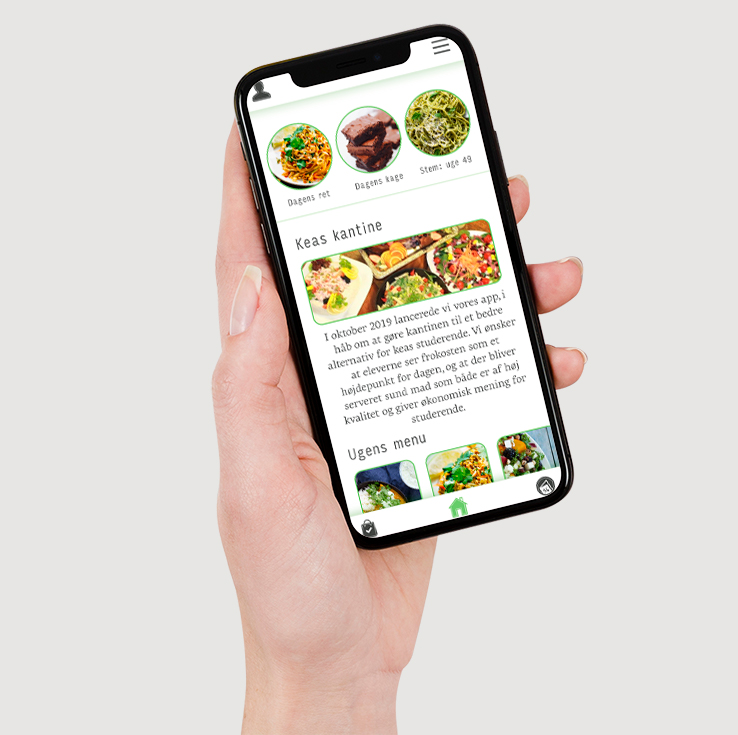 Dagens ret
Dagens kage
Stem: uge 49
Keas kantine
I oktober 2019 lancerede vi vores app, i
håb om at gøre kantinen til et bedre
alternativ for keas studerende. Vi ønsker
at eleverne ser frokosten som et
højdepunkt for dagen, og at der bliver
serveret sund mad som både er af høj
kvalitet og giver økonomisk mening for
studerende.
Ugens menu